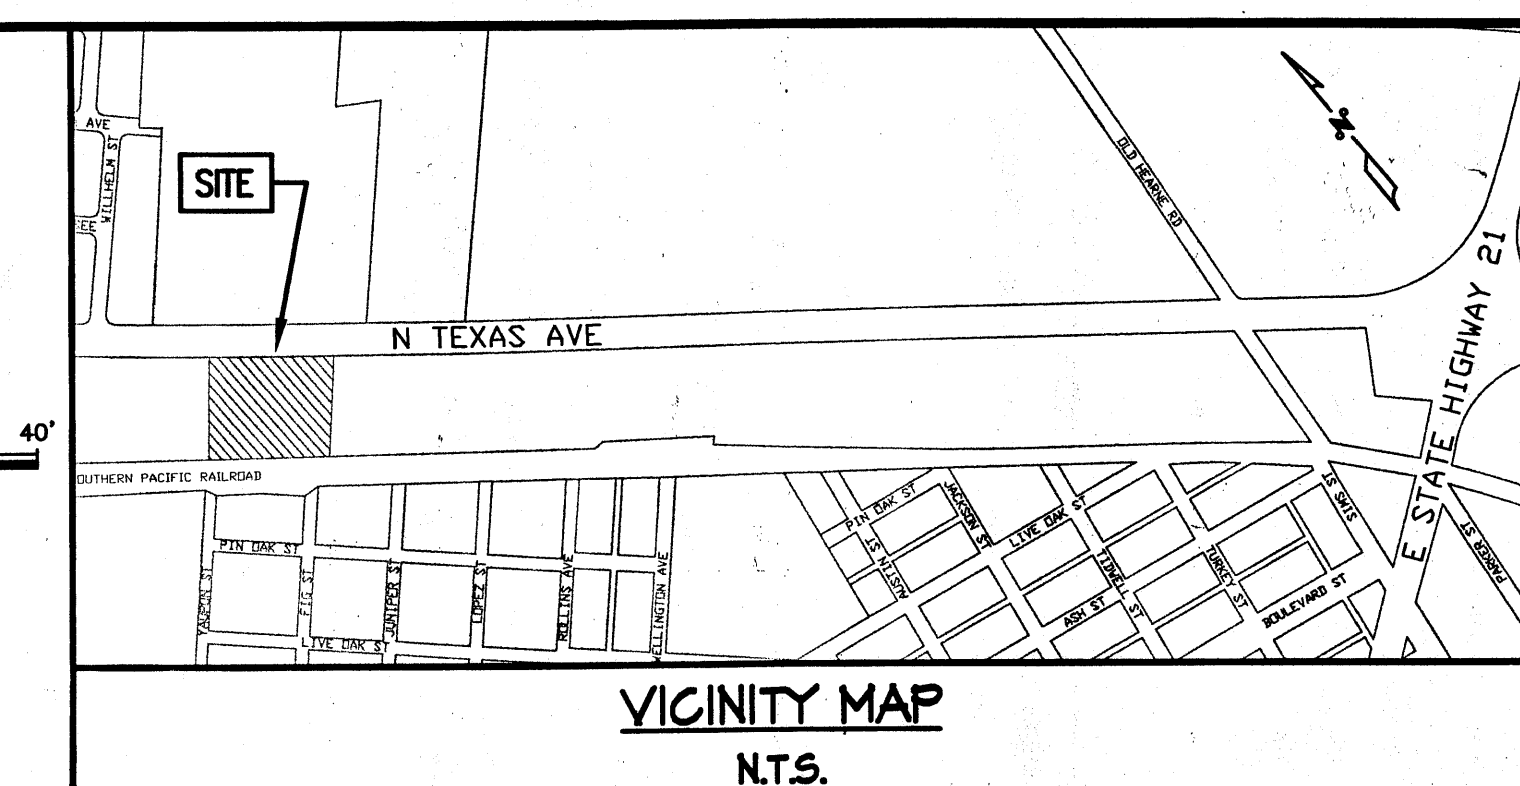 AVE
WILLHELM ST
SITE
OLD HEARNE RD
N
E STATE HIGHWAY 21
N TEXAS AVE
40'
OUTHERN PACIFIC RAILROAD
PIN OAK ST
JACKSON ST
LIVE OAK ST
SIMS ST
PARKER ST
PIN OAK ST
AUSTIN ST
TIDWELL ST
TURKEY ST
BOULEVARD ST
ASH ST
YAUPON ST
FIG ST
JUNIPER ST
LOPEZ ST
ROLLINS AVE
WELLINGTON AVE
LIVE OAK ST
VICINITY MAP
N.T.S.